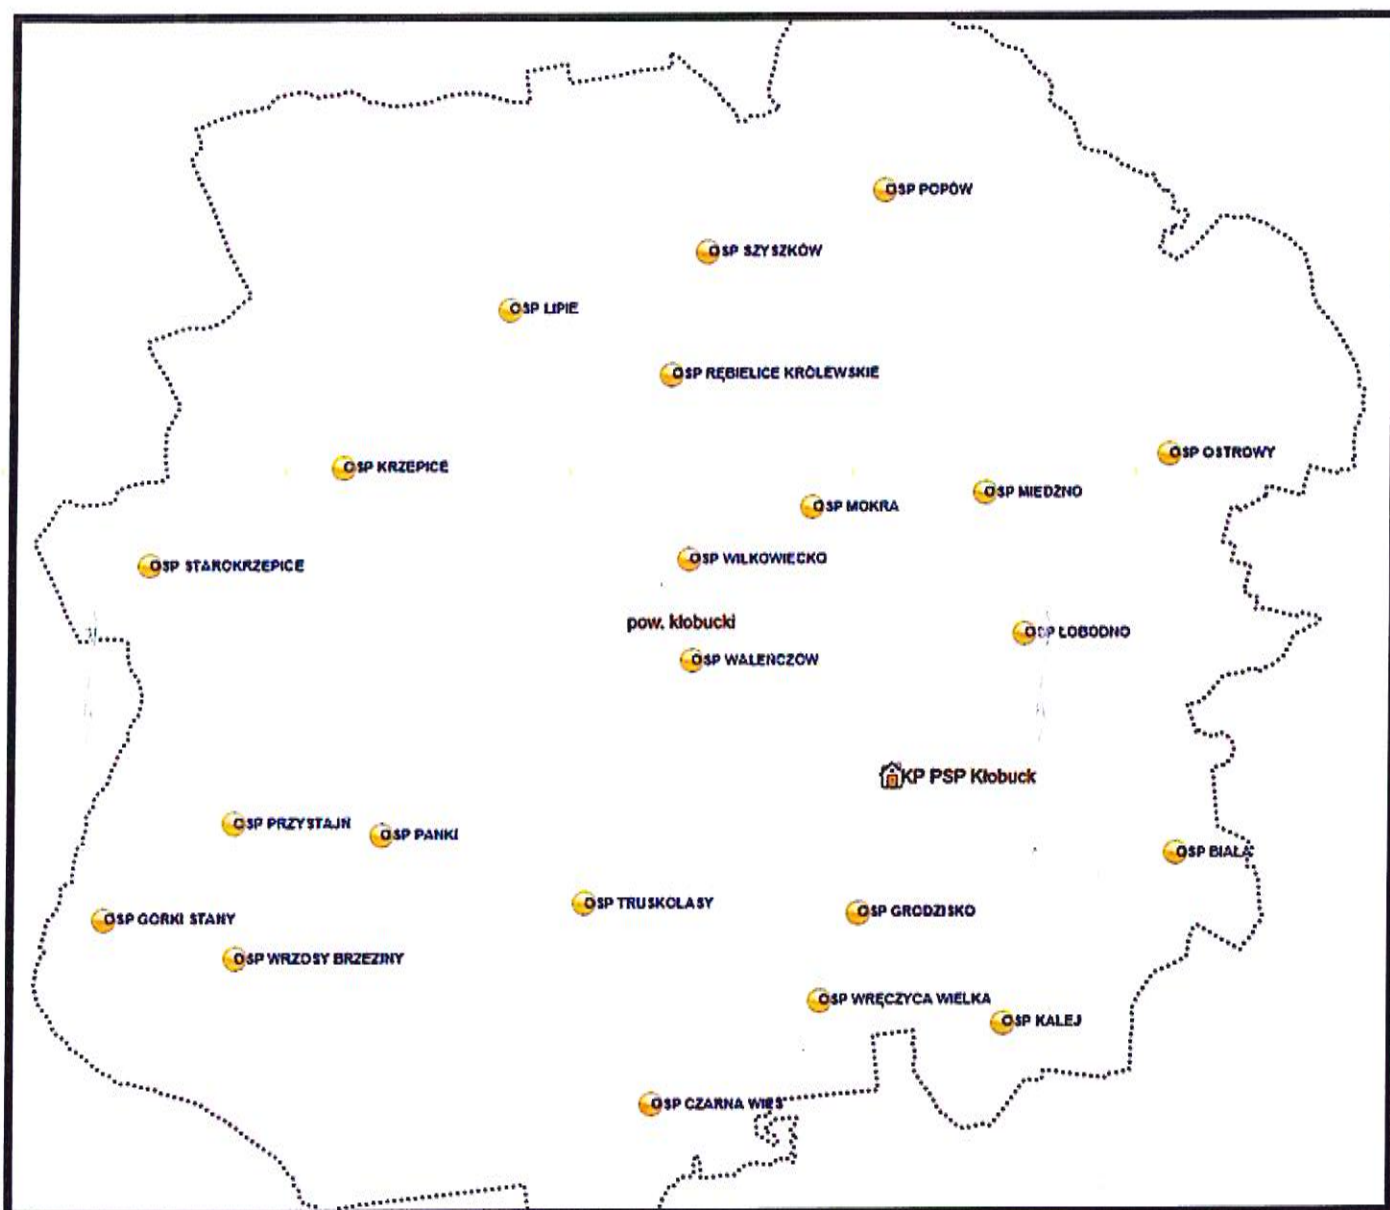 OSP POPÓW
OSP SZYSZKÓW
OSP LIPIE
OSP RĘBIELICE KRÓLEWSKIE
OSP OSTROWY
OSP KRZEPICE
OSP MIEDŹNO
OSP MOKRA
OSP WILKOWIECKO
OSP STAROKRZEPICE
pow. kłobucki
OSP ŁOBODNO
OSP WALEŃCZÓW
KP PSP Kłobuck
OSP PRZYSTAJŃ
OSP PANKI
OSP BIAŁA
OSP TRUSKOLASY
OSP GRODZISKO
OSP GÓRKI STANY
OSP WRZOSY BRZEZINY
OSP WRĘCZYCA WIELKA
OSP KALEJ
OSP CZARNA WIEŚ